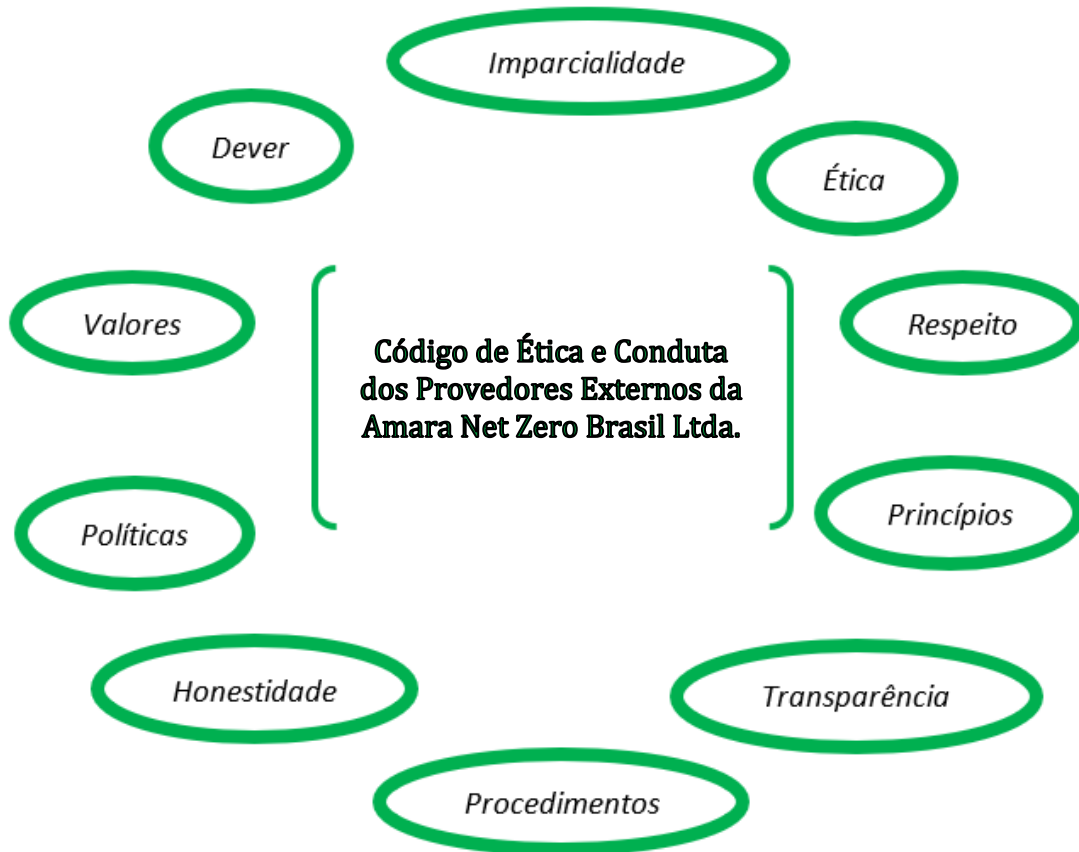 Imparcialidade
Dever
Ética
Valores
Respeito
Código de Ética e Conduta
dos Provedores Externos da
Amara Net Zero Brasil Ltda.
Políticas
Princípios
Honestidade
Transparência
Procedimentos